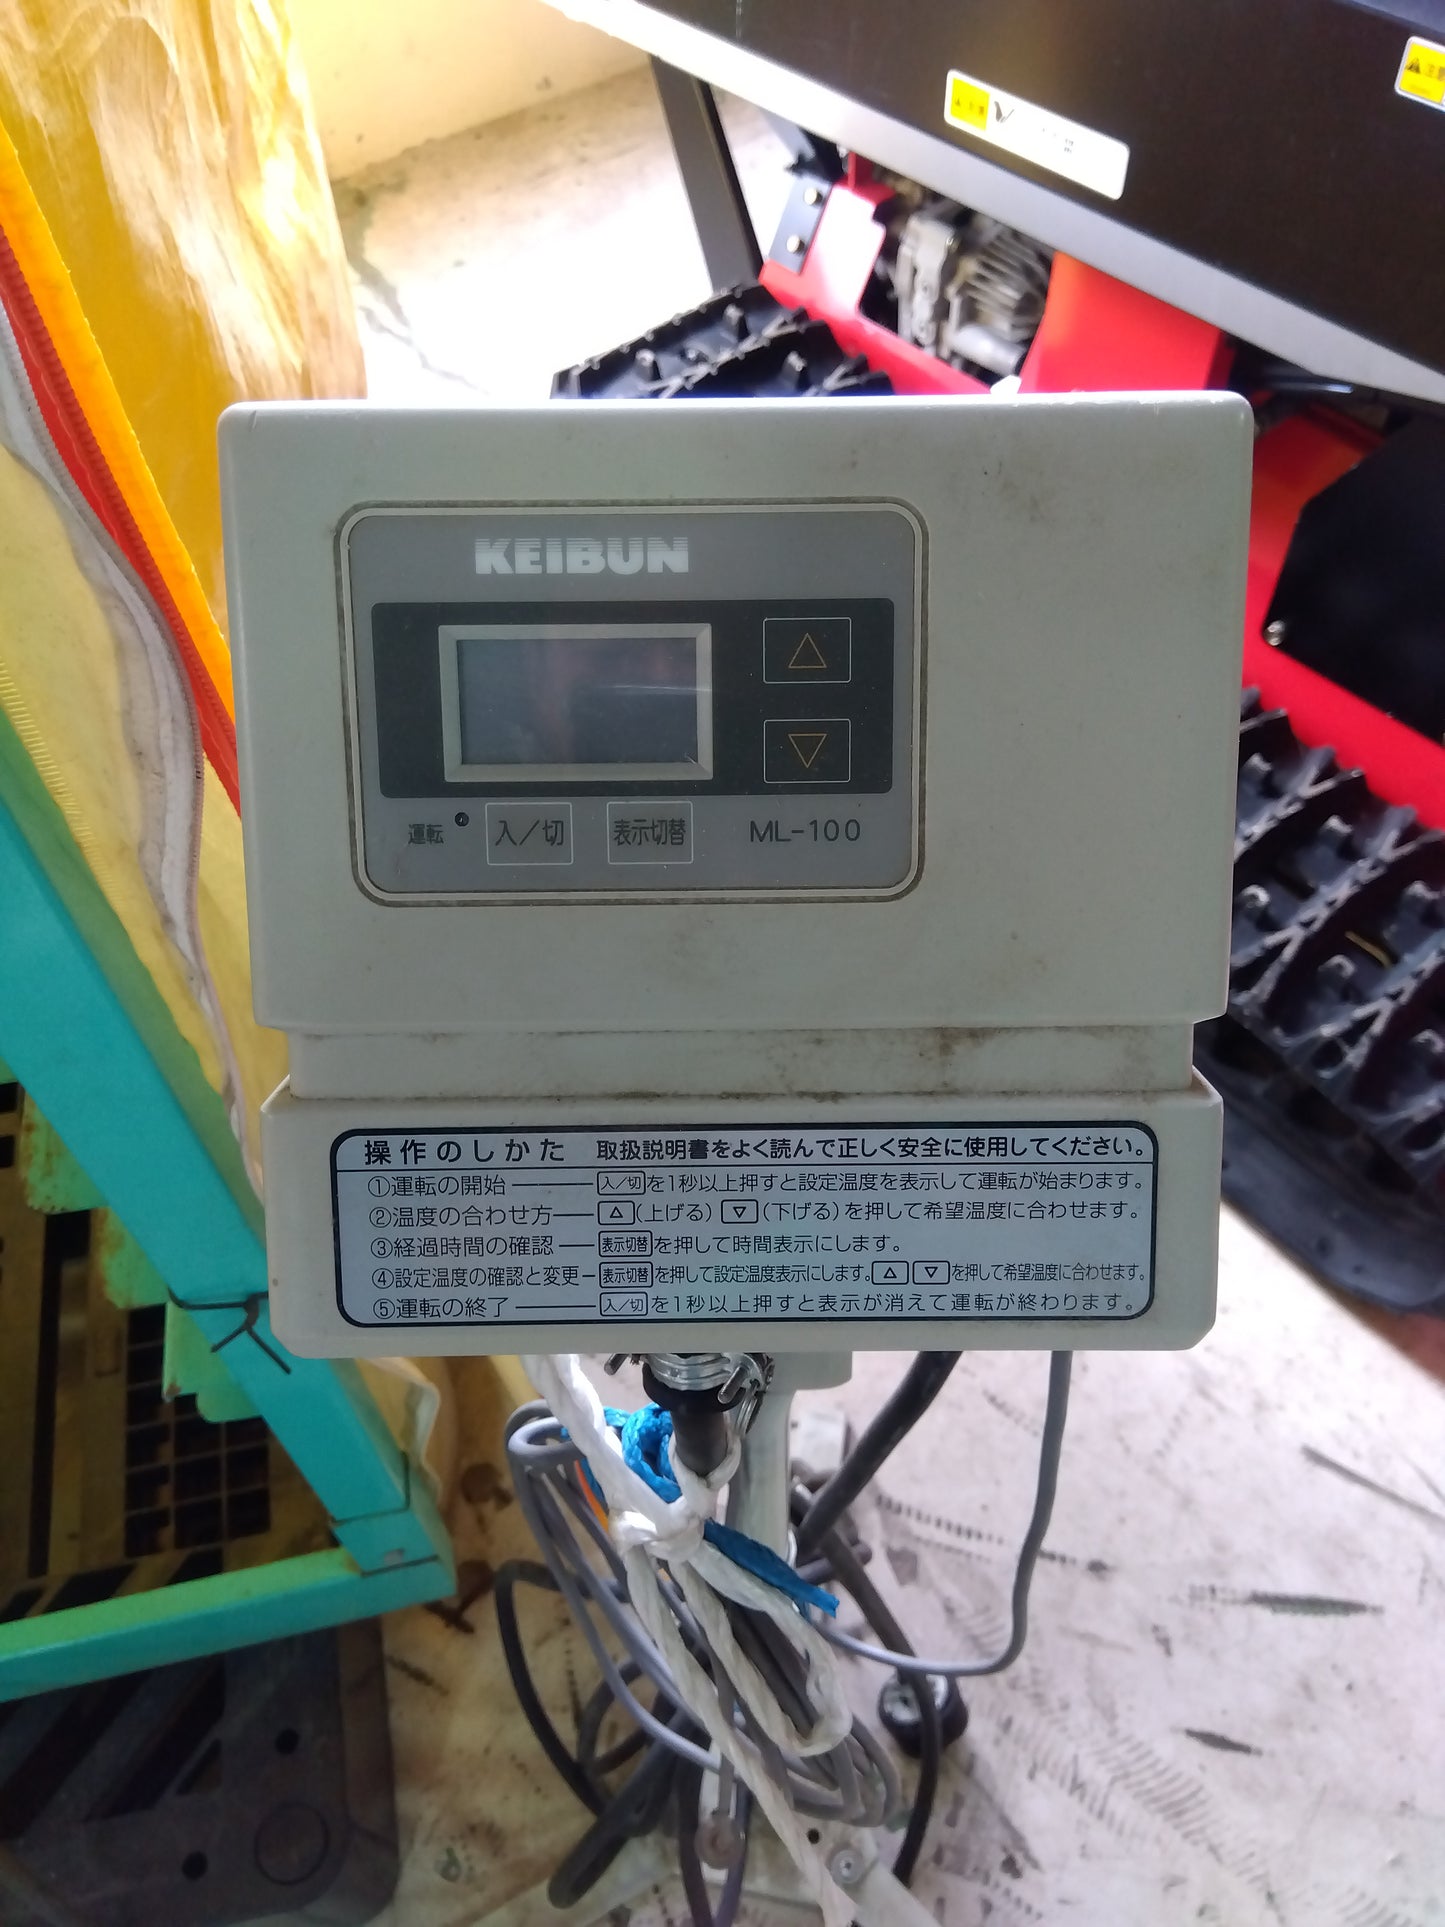 注意
KEIBUN
△
▽
運転 入／切 表示切替 ML-100
操作のしかた 取扱説明書をよく読んで正しく安全に使用してください。
①運転の開始 ── 入／切 を1秒以上押すと設定温度を表示して運転が始まります。
②温度の合わせ方 ── △ (上げる) ▽ (下げる) を押して希望温度に合わせます。
③経過時間の確認 ── 表示切替 を押して時間表示にします。
④設定温度の確認と変更 ─ 表示切替 を押して設定温度表示にします。 △ ▽ を押して希望温度に合わせます。
⑤運転の終了 ── 入／切 を1秒以上押すと表示が消えて運転が終わります。